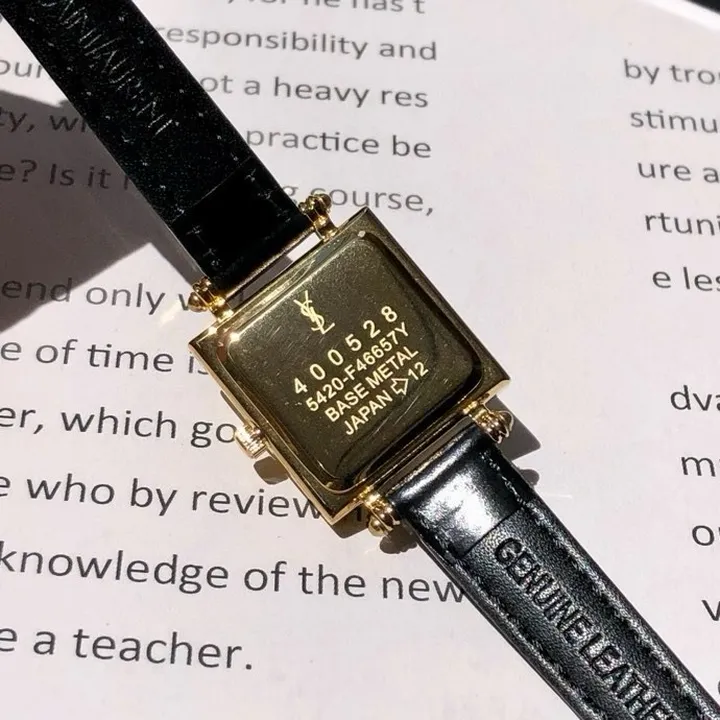 responsibility and
ot a heavy res
practice be
e? Is it
course,
end only
e of time is
er, which go
e who by review
knowledge of the new
e a teacher.
by tro
stimu
ure a
rtuni
e les
dva
YSL
400528
5420-F46657Y
BASE METAL
JAPAN ➪ 12
GENUINE LEATHER